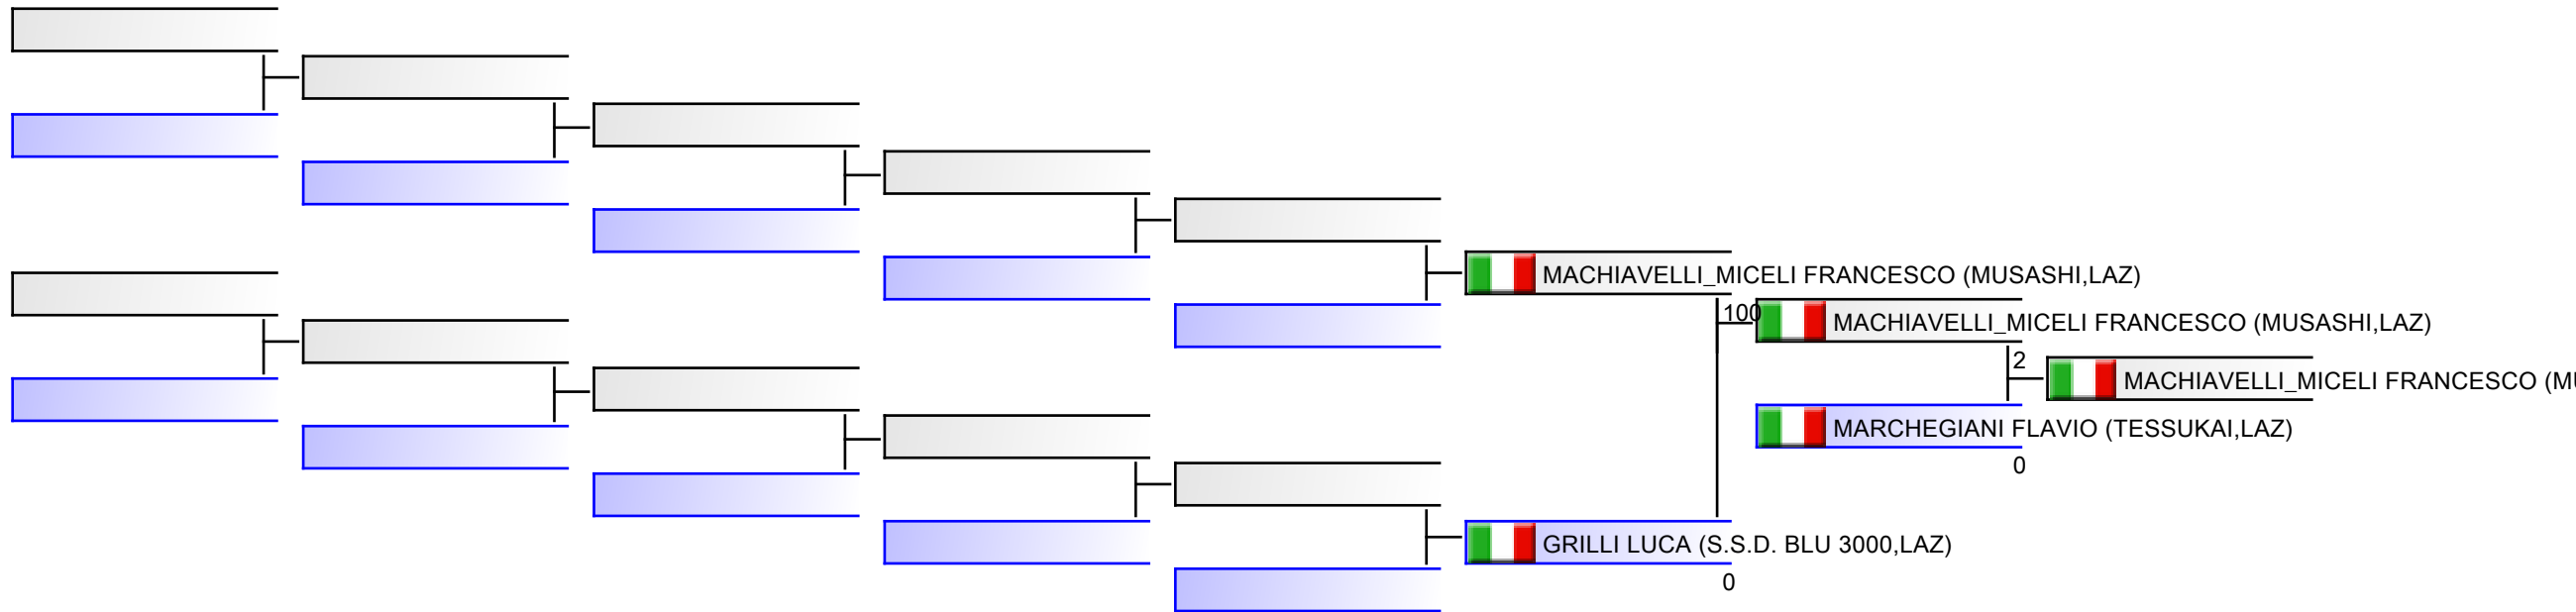 MACHIAVELLI_MICELI FRANCESCO (MUSASHI,LAZ)
100
MACHIAVELLI_MICELI FRANCESCO (MUSASHI,LAZ)
2
MACHIAVELLI_MICELI FRANCESCO (MU
MARCHEGIANI FLAVIO (TESSUKAI,LAZ)
0
GRILLI LUCA (S.S.D. BLU 3000,LAZ)
0